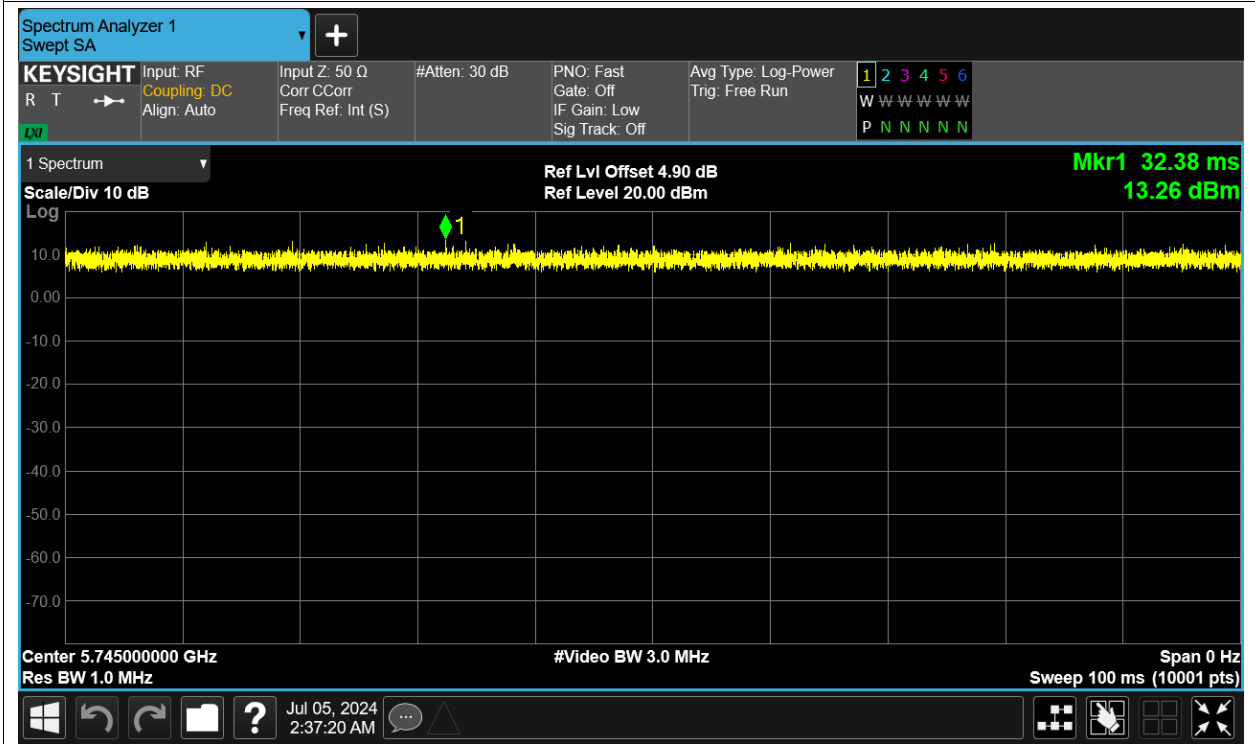 Spectrum Analyzer 1
Swept SA
+
KEYSIGHT
R T
LXI
Input: RF
Coupling: DC
Align: Auto
Input Z: 50 Ω
Corr CCorr
Freq Ref: Int (S)
#Atten: 30 dB
PNO: Fast
Gate: Off
IF Gain: Low
Sig Track: Off
Avg Type: Log-Power
Trig: Free Run
1 2 3 4 5 6
W W W W W W
P N N N N N
1 Spectrum
Scale/Div 10 dB
Ref Lvl Offset 4.90 dB
Ref Level 20.00 dBm
Mkr1 32.38 ms
13.26 dBm
Log
1
10.0
0.00
-10.0
-20.0
-30.0
-40.0
-50.0
-60.0
-70.0
Center 5.745000000 GHz
#Video BW 3.0 MHz
Span 0 Hz
Res BW 1.0 MHz
Sweep 100 ms (10001 pts)
?
Jul 05, 2024
2:37:20 AM